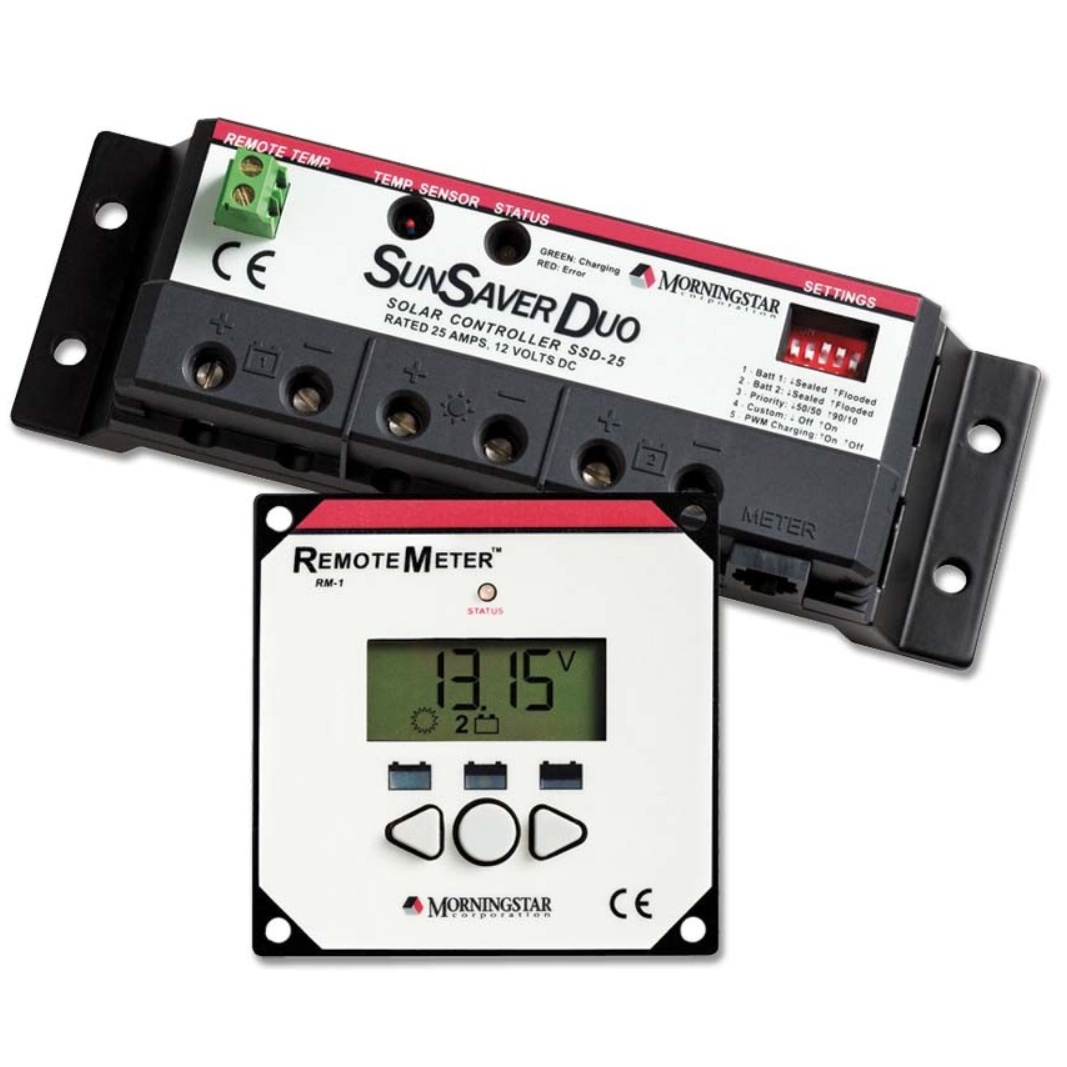 REMOTE TEMP.
TEMP. SENSOR
STATUS
GREEN: Charging
RED: Error
MORNINGSTAR
corporation
SETTINGS
CE
SUNSAVER DUO
SOLAR CONTROLLER SSD-25
RATED 25 AMPS, 12 VOLTS DC
1 - Batt 1: ↓Sealed ↑Flooded
2 - Batt 2: ↓Sealed ↑Flooded
3 - Priority: ↓50/50 ↑90/10
4 - Custom: ↓ Off ↑On
5 - PWM Charging: ↑On ↑Off
+ 1 −
+ −
+ 2 −
METER
REMOTE METER™
RM-1
STATUS
13.15 V
2
MORNINGSTAR
corporation
CE